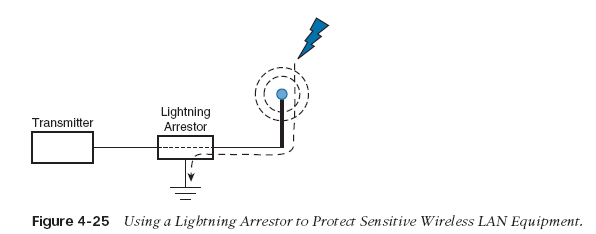 Transmitter
Lightning
Arrestor
Figure 4-25 Using a Lightning Arrestor to Protect Sensitive Wireless LAN Equipment.